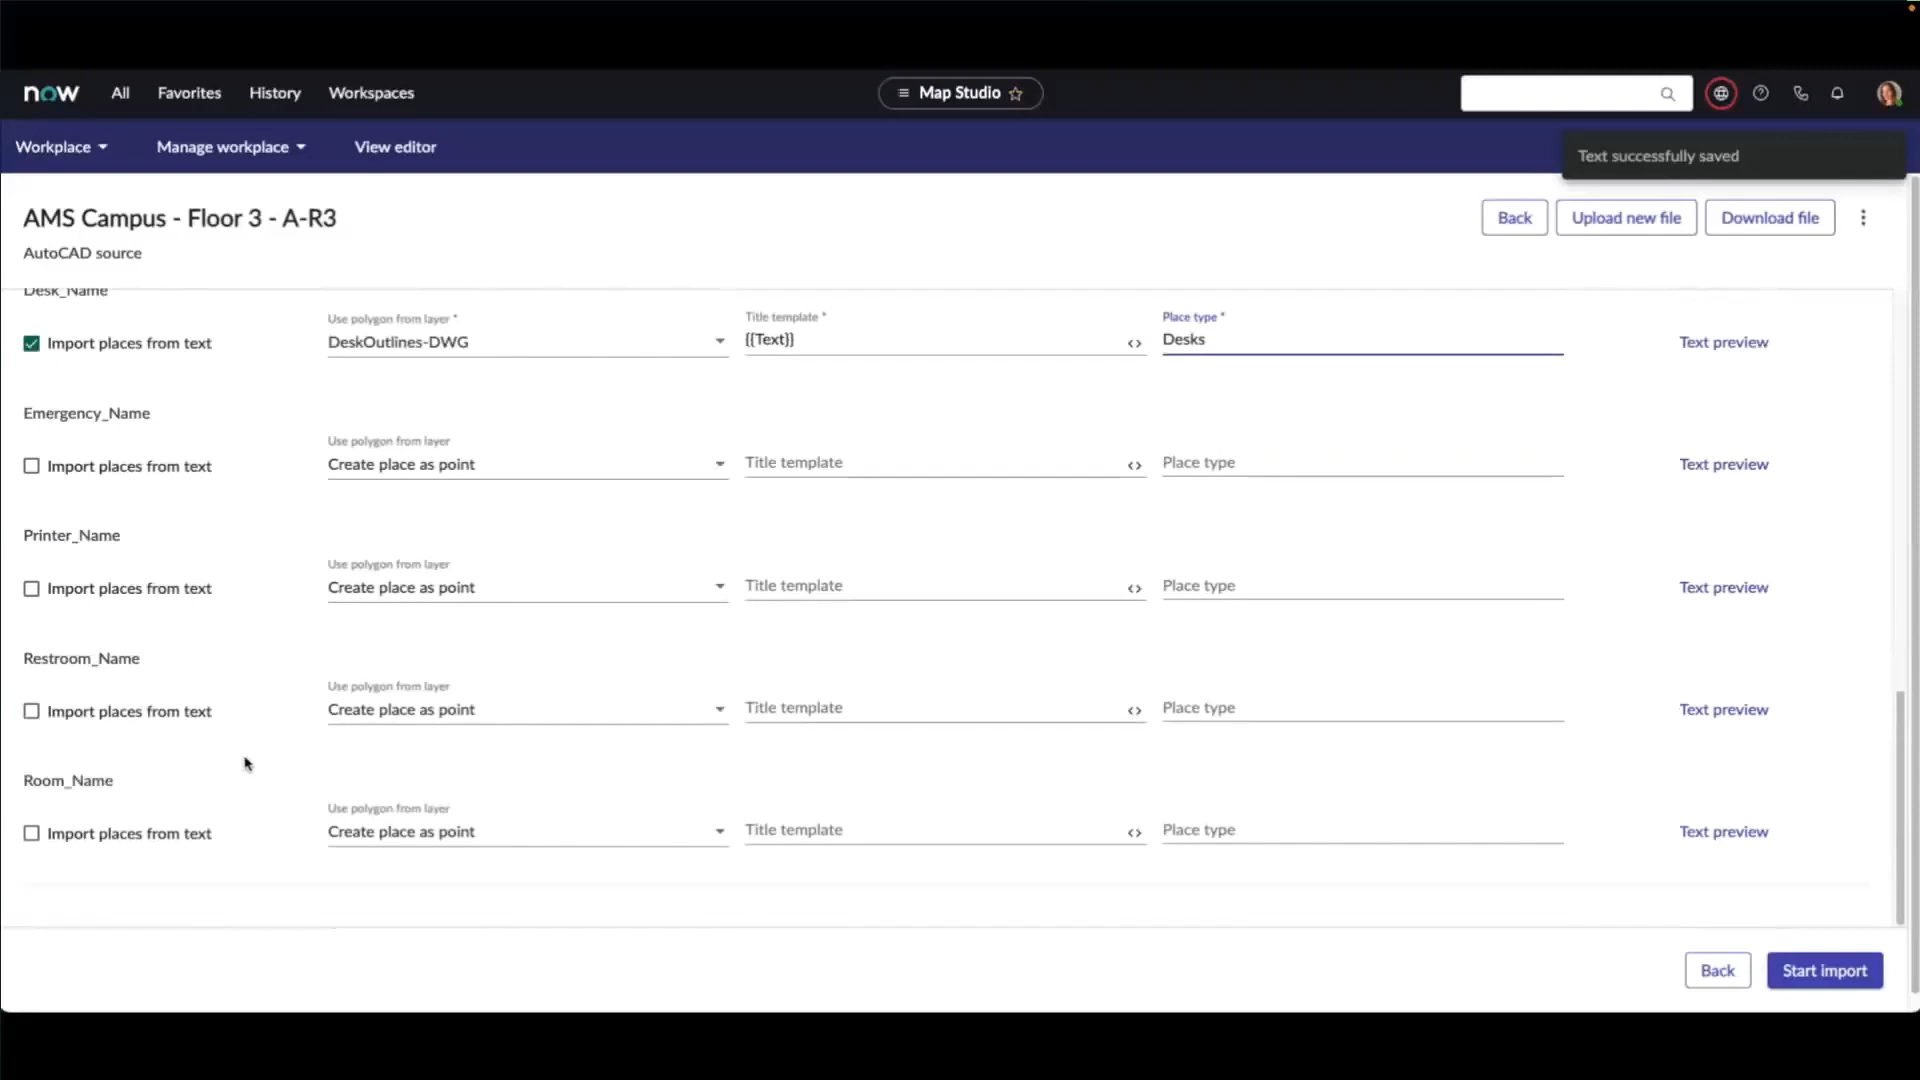 now All Favorites History Workspaces Map Studio
Workplace Manage workplace View editor
Text successfully saved
AMS Campus - Floor 3 - A-R3
Back Upload new file Download file
AutoCAD source
Desk_Name
Use polygon from layer * Title template * Place type *
Import places from text DeskOutlines-DWG {{Text}} Desks Text preview
Emergency_Name
Use polygon from layer
Import places from text Create place as point Title template Place type Text preview
Printer_Name
Use polygon from layer
Import places from text Create place as point Title template Place type Text preview
Restroom_Name
Use polygon from layer
Import places from text Create place as point Title template Place type Text preview
Room_Name
Use polygon from layer
Import places from text Create place as point Title template Place type Text preview
Back Start import